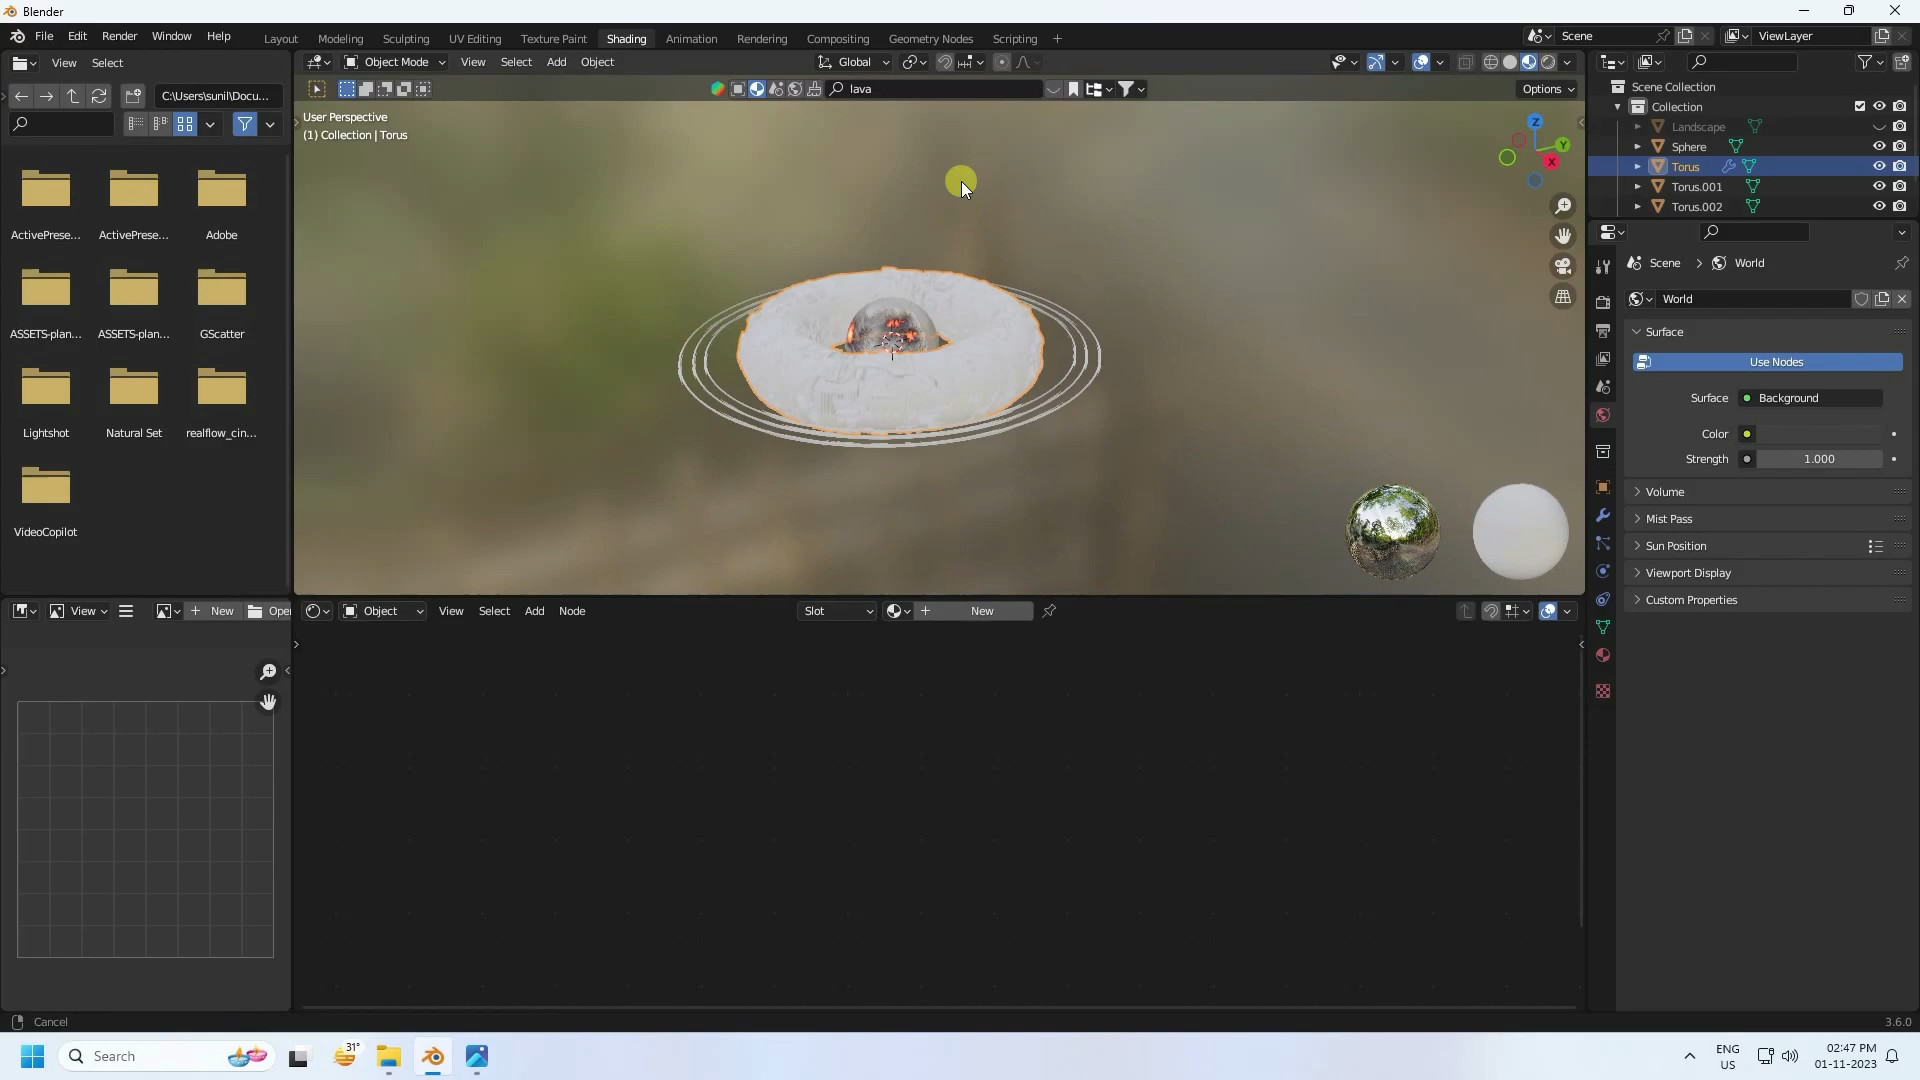 Blender
File Edit Render Window Help
Layout Modeling Sculpting UV Editing Texture Paint Shading Animation Rendering Compositing Geometry Nodes Scripting +
Scene
ViewLayer
View Select
Object Mode View Select Add Object
Global
C:\Users\sunil\Docu...
lava
Options
User Perspective
(1) Collection | Torus
Z
Y
X
ActivePrese...
ActivePrese...
Adobe
ASSETS-plan...
ASSETS-plan...
GScatter
Lightshot
Natural Set
realflow_cin...
VideoCopilot
Scene Collection
Collection
Landscape
Sphere
Torus
Torus.001
Torus.002
Scene > World
World
Surface
Use Nodes
Surface Background
Color
Strength 1.000
Volume
Mist Pass
Sun Position
Viewport Display
Custom Properties
View New Ope
Object View Select Add Node
Slot
New
Cancel
3.6.0
Search
31°
ENG
US
02:47 PM
01-11-2023